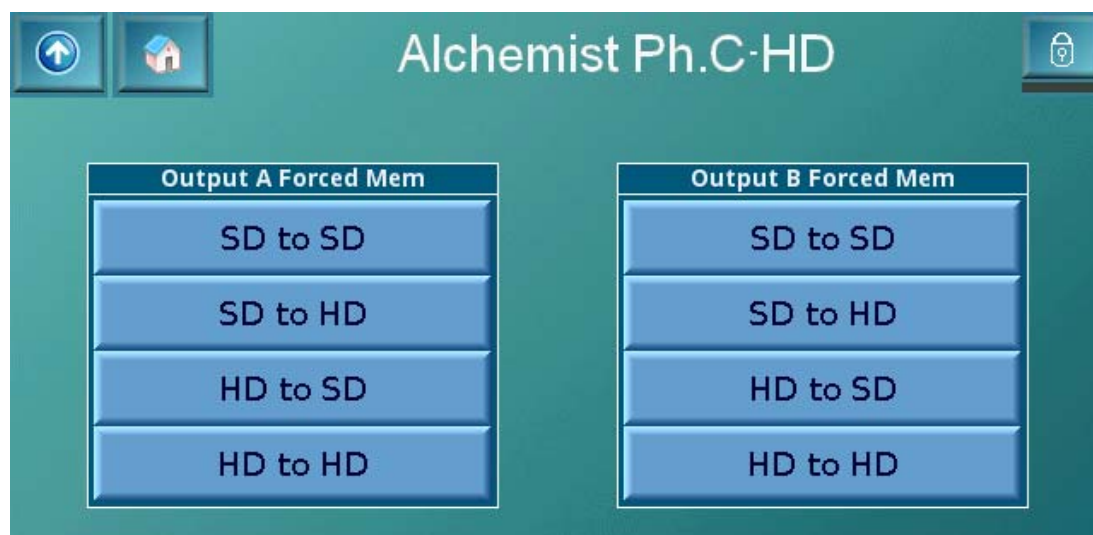 Alchemist Ph.C-HD
Output A Forced Mem
SD to SD
SD to HD
HD to SD
HD to HD
Output B Forced Mem
SD to SD
SD to HD
HD to SD
HD to HD